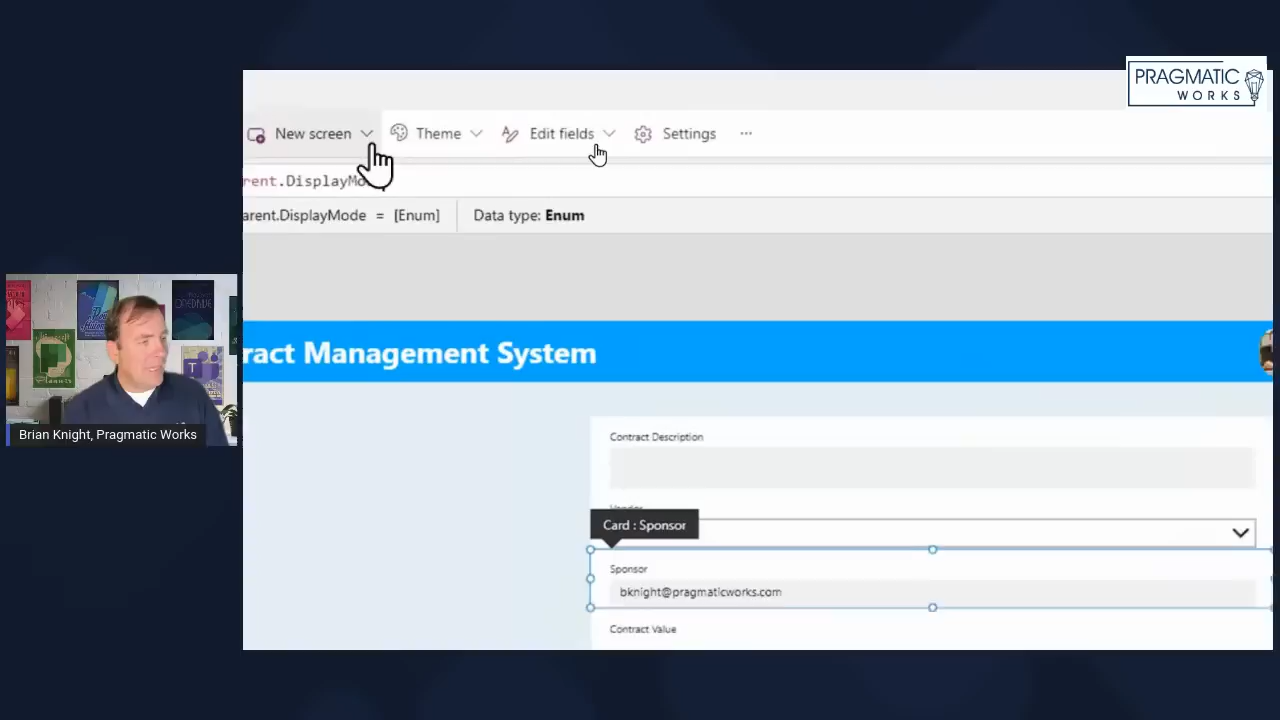 PRAGMATIC
WORKS
New screen
Theme
Edit fields
Settings
rent.DisplayMo
arent.DisplayMode = [Enum]
Data type: Enum
ract Management System
Contract Description
Card : Sponsor
Sponsor
bknight@pragmaticworks.com
Contract Value
Brian Knight, Pragmatic Works